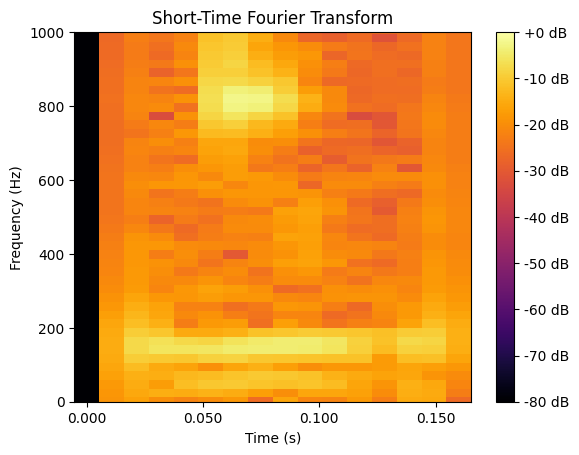 Short-Time Fourier Transform
1000
800
600
400
200
0
Frequency (Hz)
0.000
0.050
0.100
0.150
Time (s)
+0 dB
-10 dB
-20 dB
-30 dB
-40 dB
-50 dB
-60 dB
-70 dB
-80 dB